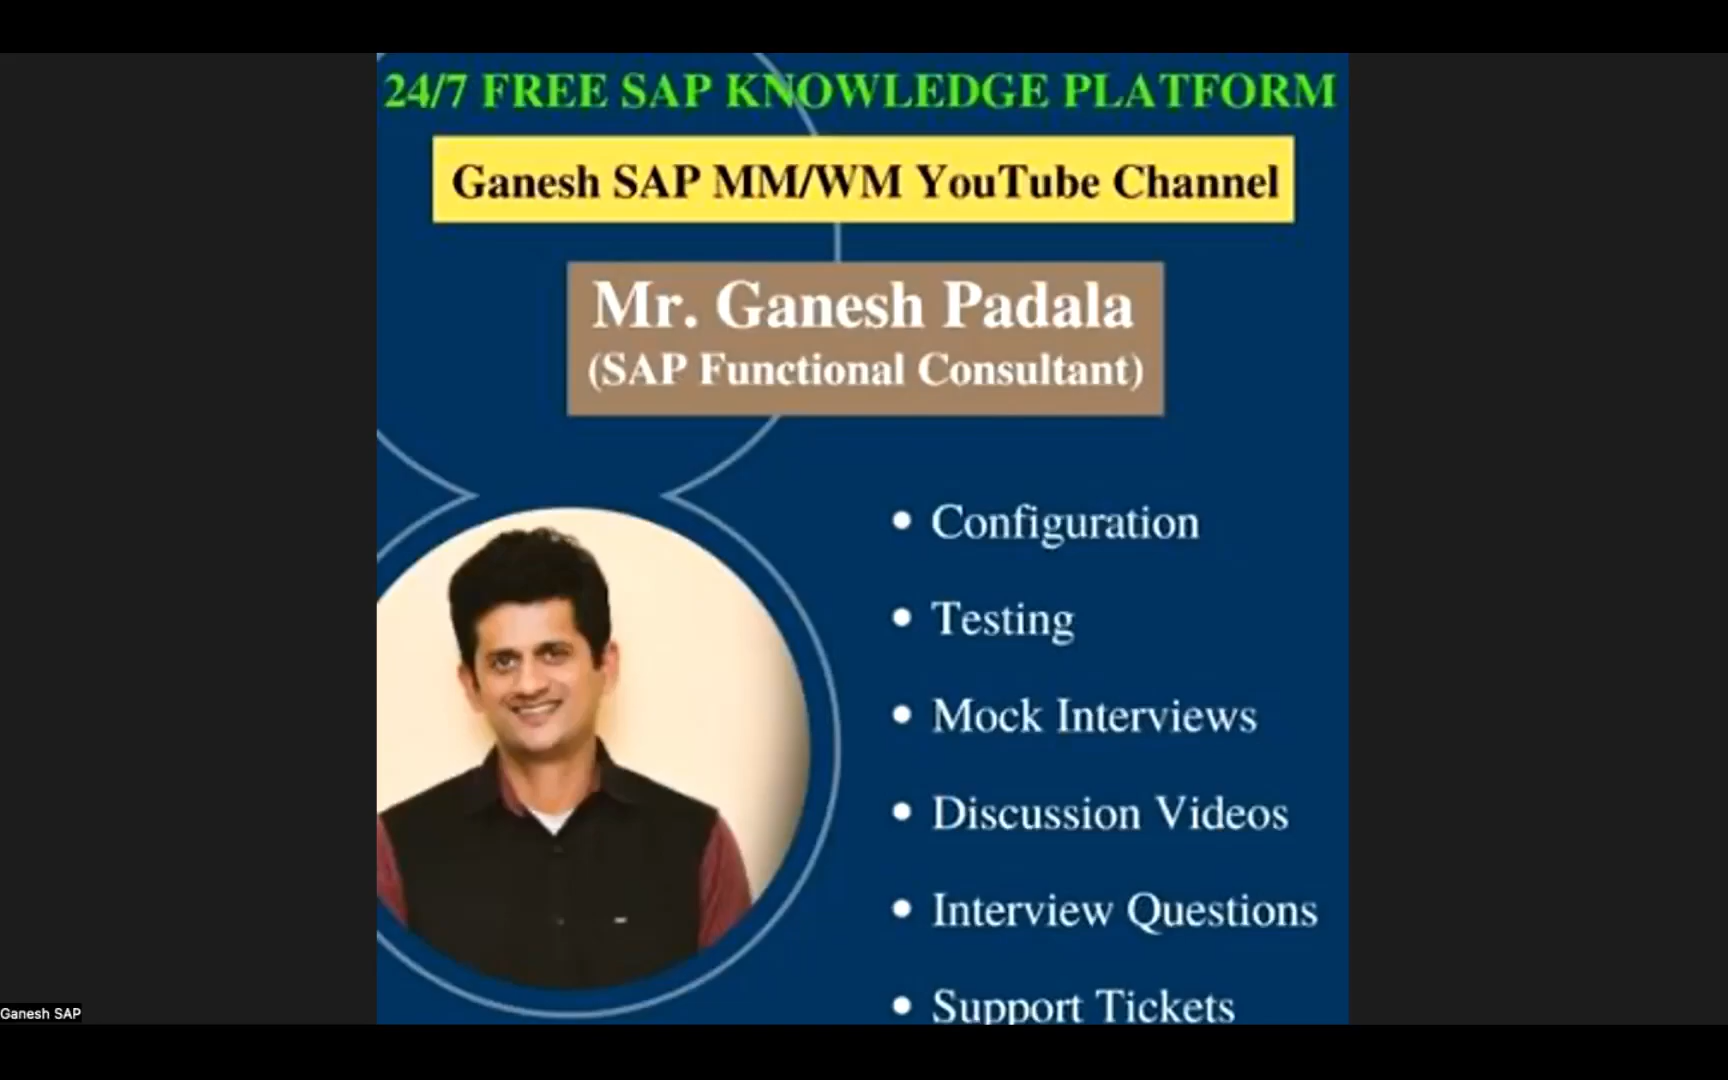 24/7 FREE SAP KNOWLEDGE PLATFORM
Ganesh SAP MM/WM YouTube Channel
Mr. Ganesh Padala
(SAP Functional Consultant)
• Configuration
• Testing
• Mock Interviews
• Discussion Videos
• Interview Questions
• Support Tickets
Ganesh SAP